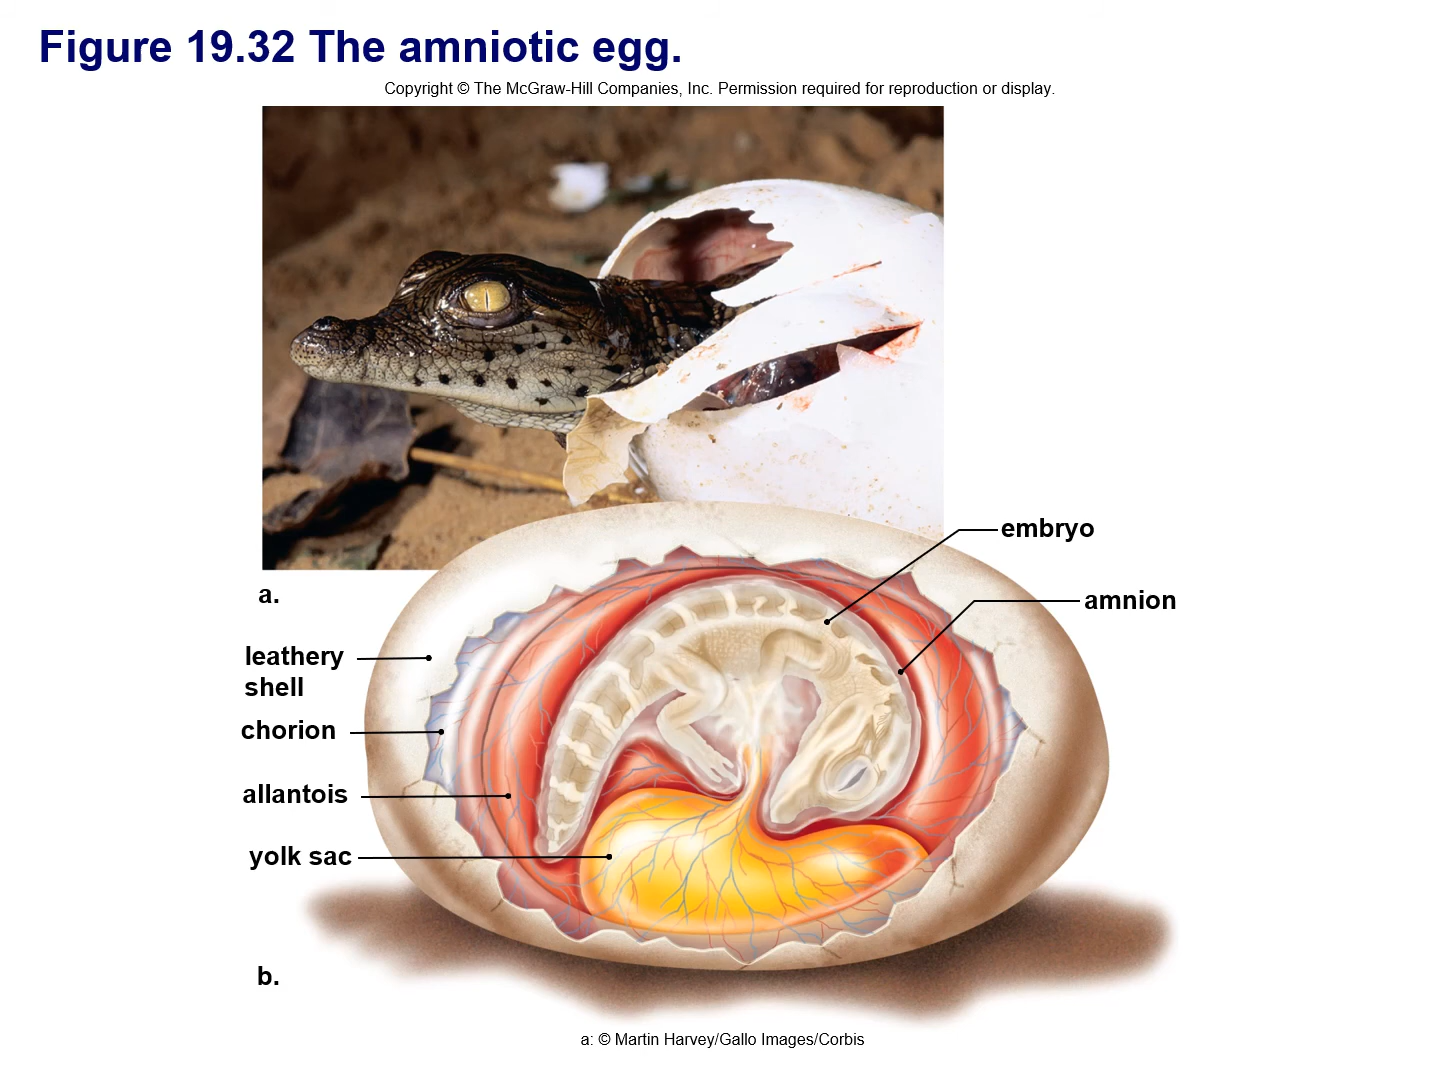 Figure 19.32 The amniotic egg.
Copyright © The McGraw-Hill Companies, Inc. Permission required for reproduction or display.
embryo
a.
amnion
leathery
shell
chorion
allantois
yolk sac
b.
a: © Martin Harvey/Gallo Images/Corbis